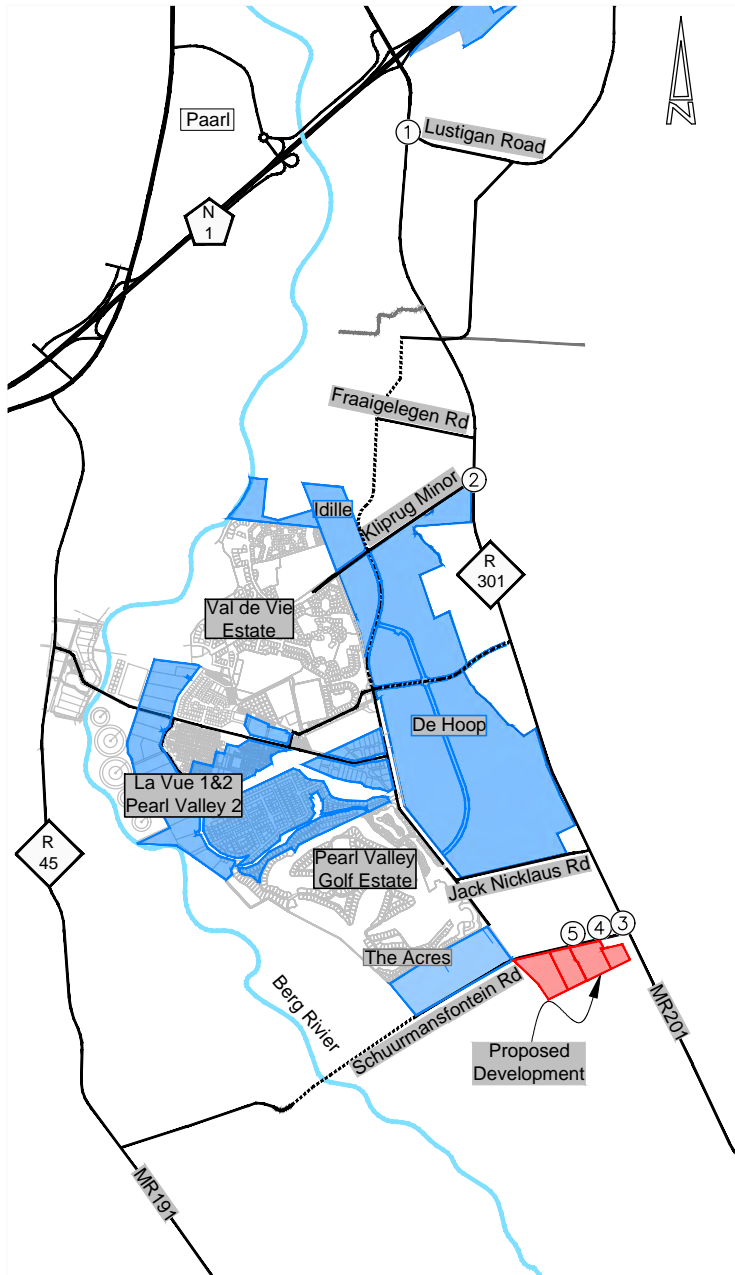 Paarl
1
Lustigan Road
N
1
Fraaigelegen Rd
2
Kliprug Minor
Idille
R
301
Val de Vie
Estate
De Hoop
La Vue 1&2
Pearl Valley 2
R
45
Pearl Valley
Golf Estate
Jack Nicklaus Rd
5
4
3
The Acres
Schuurmansfontein Rd
Berg Rivier
MR201
Proposed
Development
MR191
N